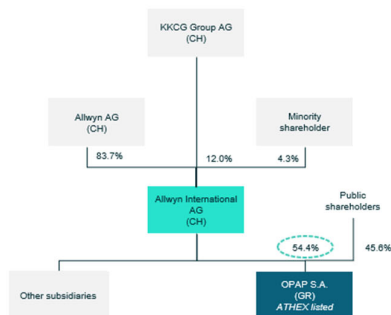 KKCG Group AG
(CH)
Allwyn AG
(CH)
Minority
shareholder
83.7%
12.0%
4.3%
Allwyn International
AG
(CH)
Public
shareholders
54.4%
45.6%
Other subsidiaries
OPAP S.A.
(GR)
ATHEX listed